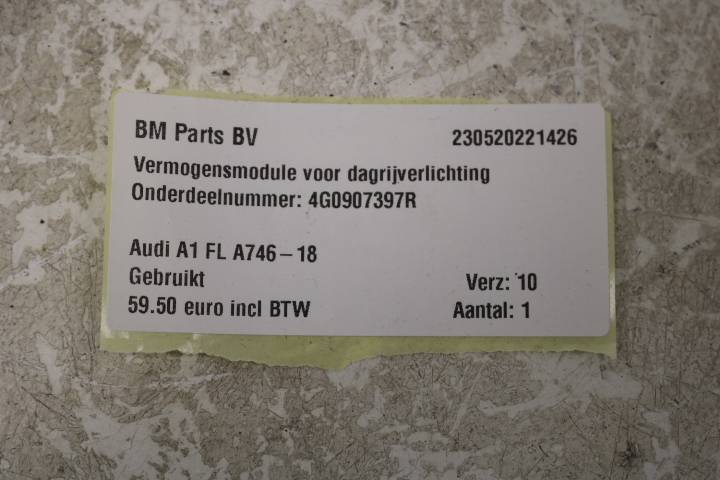 BM Parts BV 230520221426
Vermogensmodule voor dagrijverlichting
Onderdeelnummer: 4G0907397R
Audi A1 FL A746-18
Gebruikt Verz: 10
59.50 euro incl BTW Aantal: 1